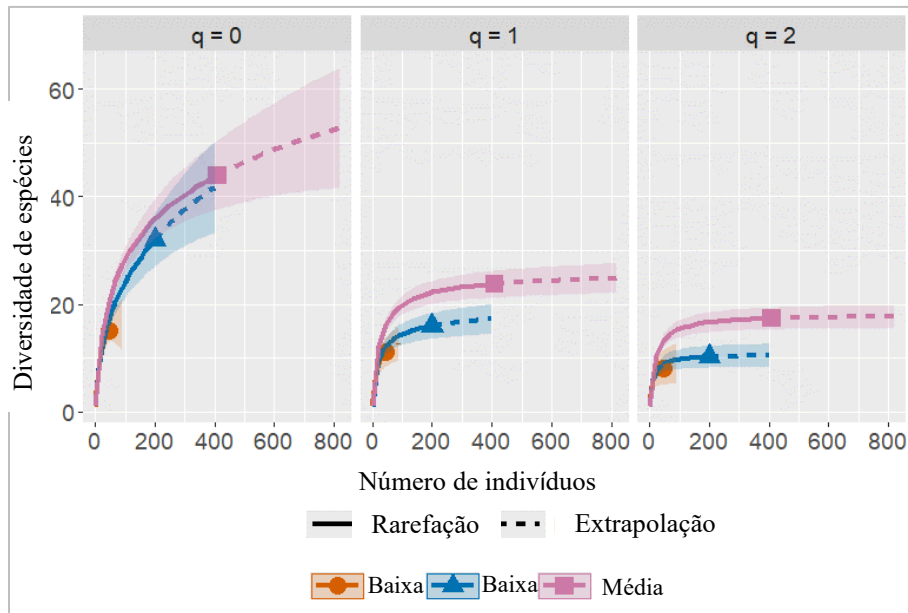 q = 0
q = 1
q = 2
60
40
20
0
Diversidade de espécies
0 200 400 600 800 0 200 400 600 800 0 200 400 600 800
Número de indivíduos
Rarefação Extrapolação
Baixa Baixa Média